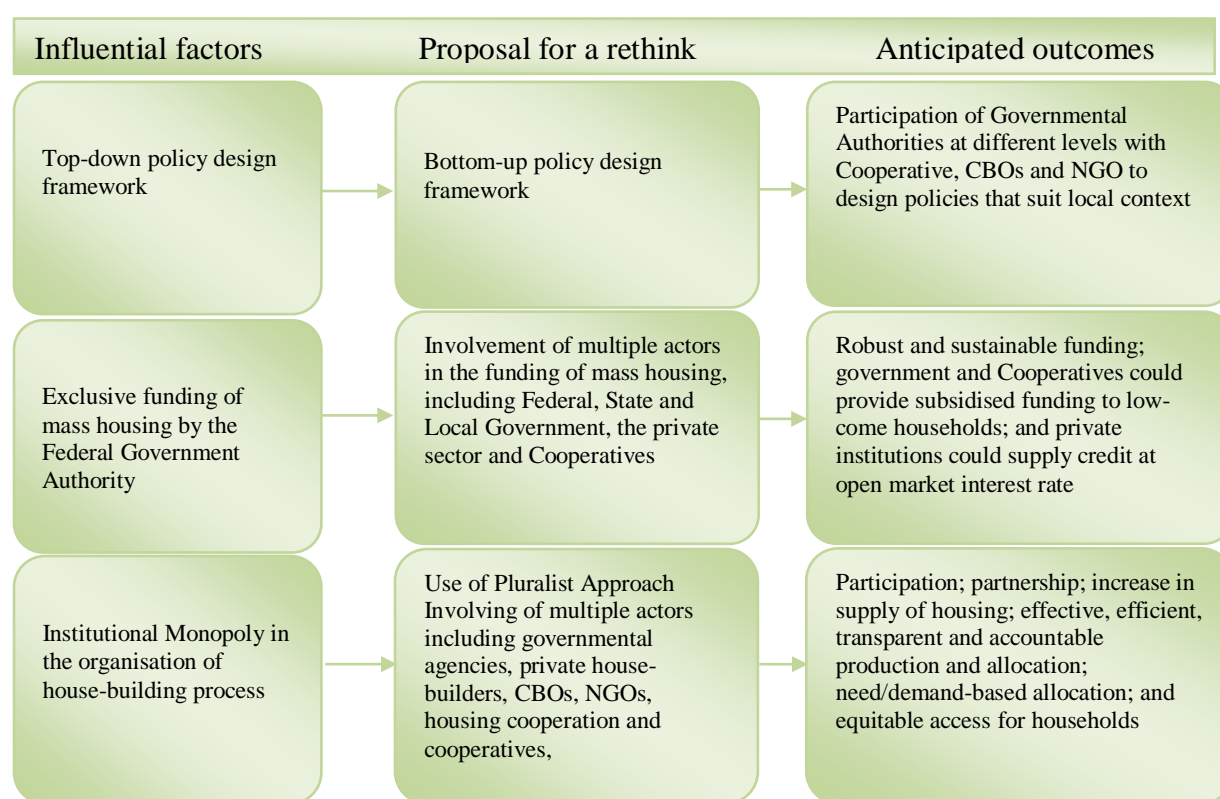 Influential factors
Proposal for a rethink
Anticipated outcomes
Top-down policy design
framework
Bottom-up policy design
framework
Participation of Governmental
Authorities at different levels with
Cooperative, CBOs and NGO to
design policies that suit local context
Exclusive funding of
mass housing by the
Federal Government
Authority
Involvement of multiple actors
in the funding of mass housing,
including Federal, State and
Local Government, the private
sector and Cooperatives
Robust and sustainable funding;
government and Cooperatives could
provide subsidised funding to low-
come households; and private
institutions could supply credit at
open market interest rate
Institutional Monopoly in
the organisation of
house-building process
Use of Pluralist Approach
Involving of multiple actors
including governmental
agencies, private house-
builders, CBOs, NGOs,
housing cooperation and
cooperatives,
Participation; partnership; increase in
supply of housing; effective, efficient,
transparent and accountable
production and allocation;
need/demand-based allocation; and
equitable access for households